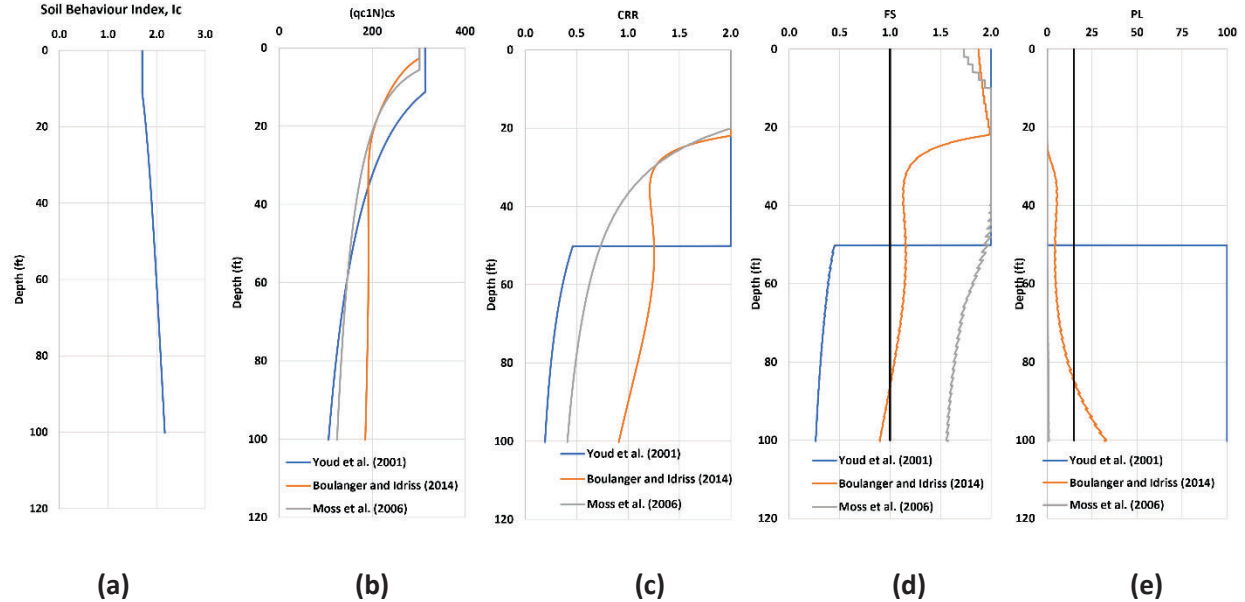 Soil Behaviour Index, Ic
0.0 1.0 2.0 3.0
0
20
40
60
80
100
120
Depth (ft)
(qc1N)cs
0 200 400
0
20
40
60
80
100
120
Depth (ft)
Youd et al. (2001)
Boulanger and Idriss (2014)
Moss et al. (2006)
CRR
0.0 0.5 1.0 1.5 2.0
0
20
40
60
80
100
120
Depth (ft)
Youd et al. (2001)
Boulanger and Idriss (2014)
Moss et al. (2006)
FS
0.0 0.5 1.0 1.5 2.0
0
20
40
60
80
100
120
Depth (ft)
Youd et al. (2001)
Boulanger and Idriss (2014)
Moss et al. (2006)
PL
0 25 50 75 100
0
20
40
60
80
100
120
Depth (ft)
Youd et al. (2001)
Boulanger and Idriss (2014)
Moss et al. (2006)
(a) (b) (c) (d) (e)